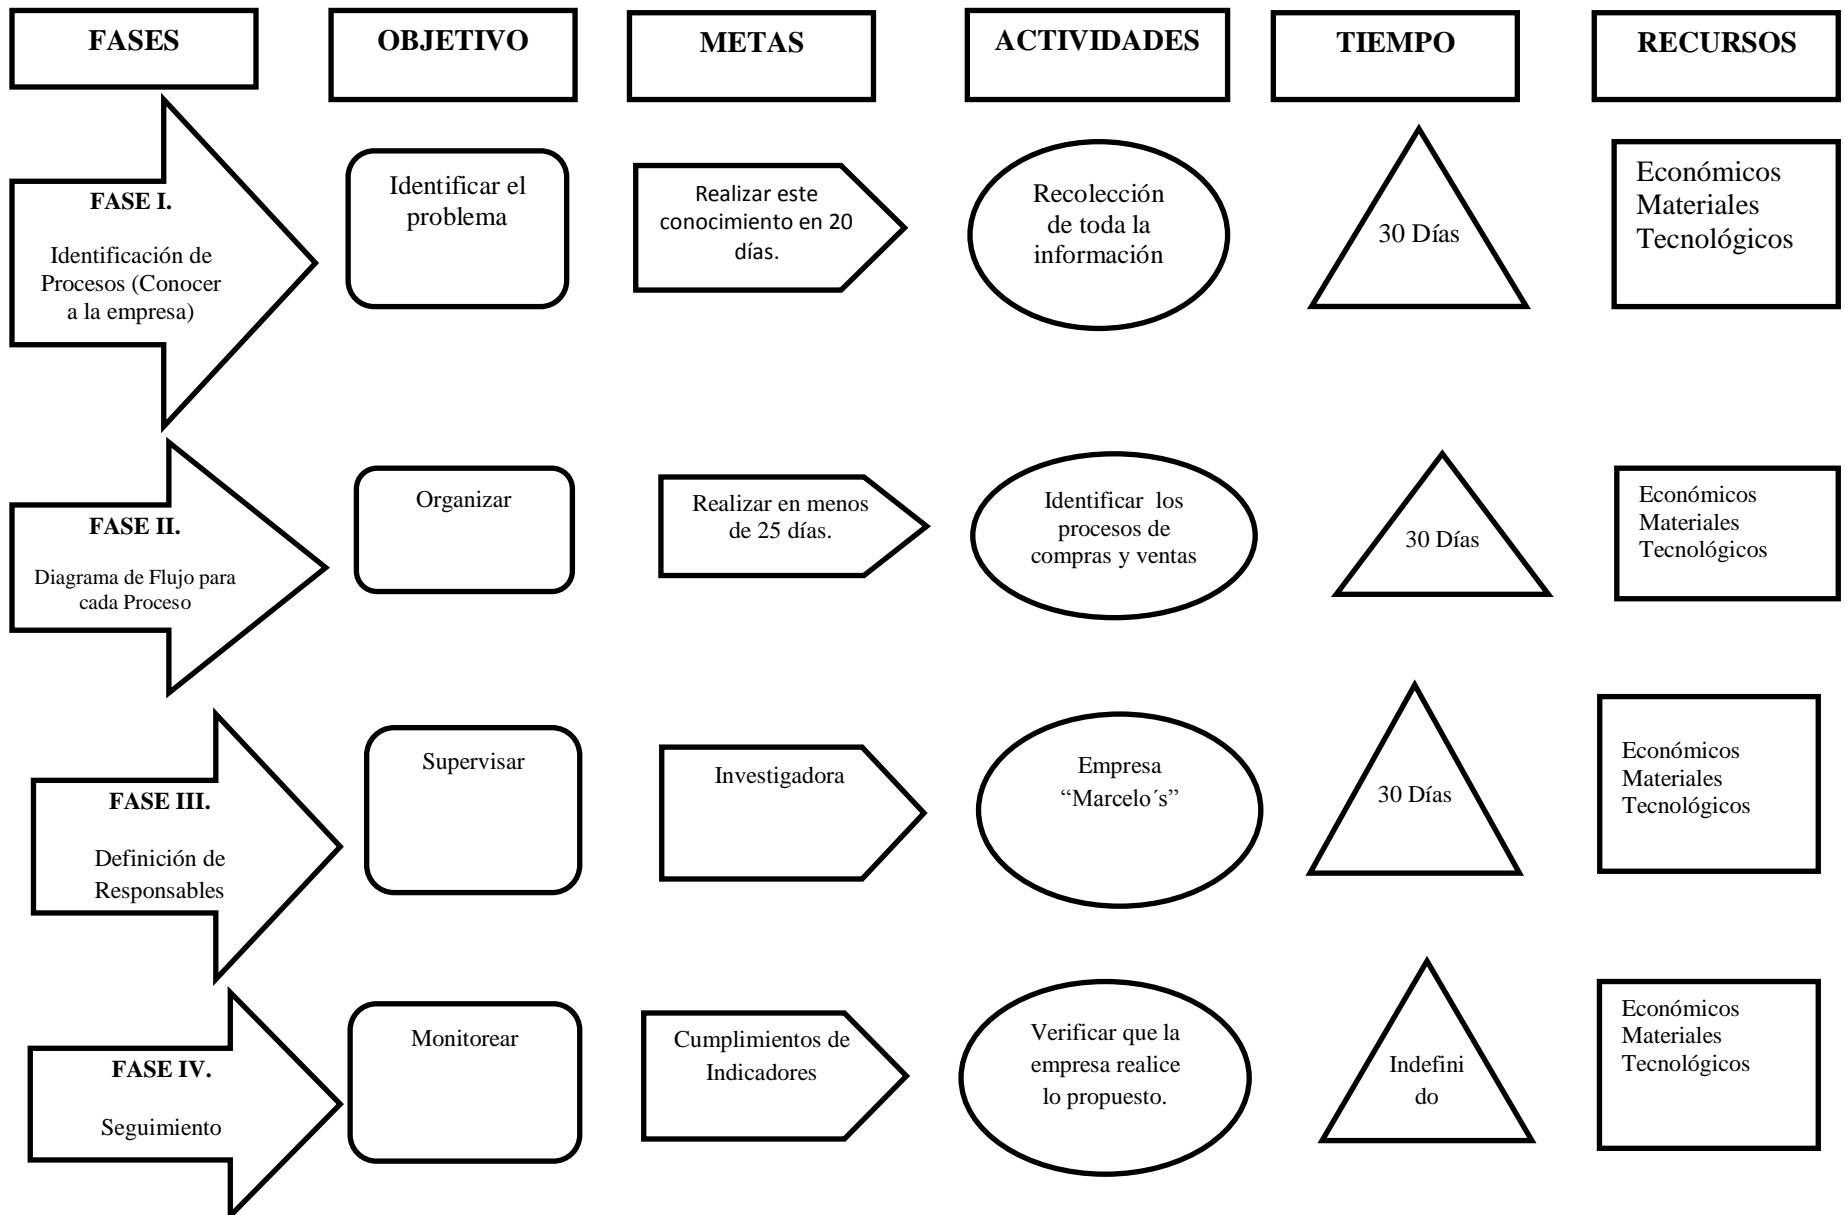 FASES
OBJETIVO
METAS
ACTIVIDADES
TIEMPO
RECURSOS
FASE I.
Identificación de
Procesos (Conocer
a la empresa)
Identificar el
problema
Realizar este
conocimiento en 20
días.
Recolección
de toda la
información
30 Días
Económicos
Materiales
Tecnológicos
FASE II.
Diagrama de Flujo para
cada Proceso
Organizar
Realizar en menos
de 25 días.
Identificar los
procesos de
compras y ventas
30 Días
Económicos
Materiales
Tecnológicos
FASE III.
Definición de
Responsables
Supervisar
Investigadora
Empresa
“Marcelo´s”
30 Días
Económicos
Materiales
Tecnológicos
FASE IV.
Seguimiento
Monitorear
Cumplimientos de
Indicadores
Verificar que la
empresa realice
lo propuesto.
Indefini
do
Económicos
Materiales
Tecnológicos